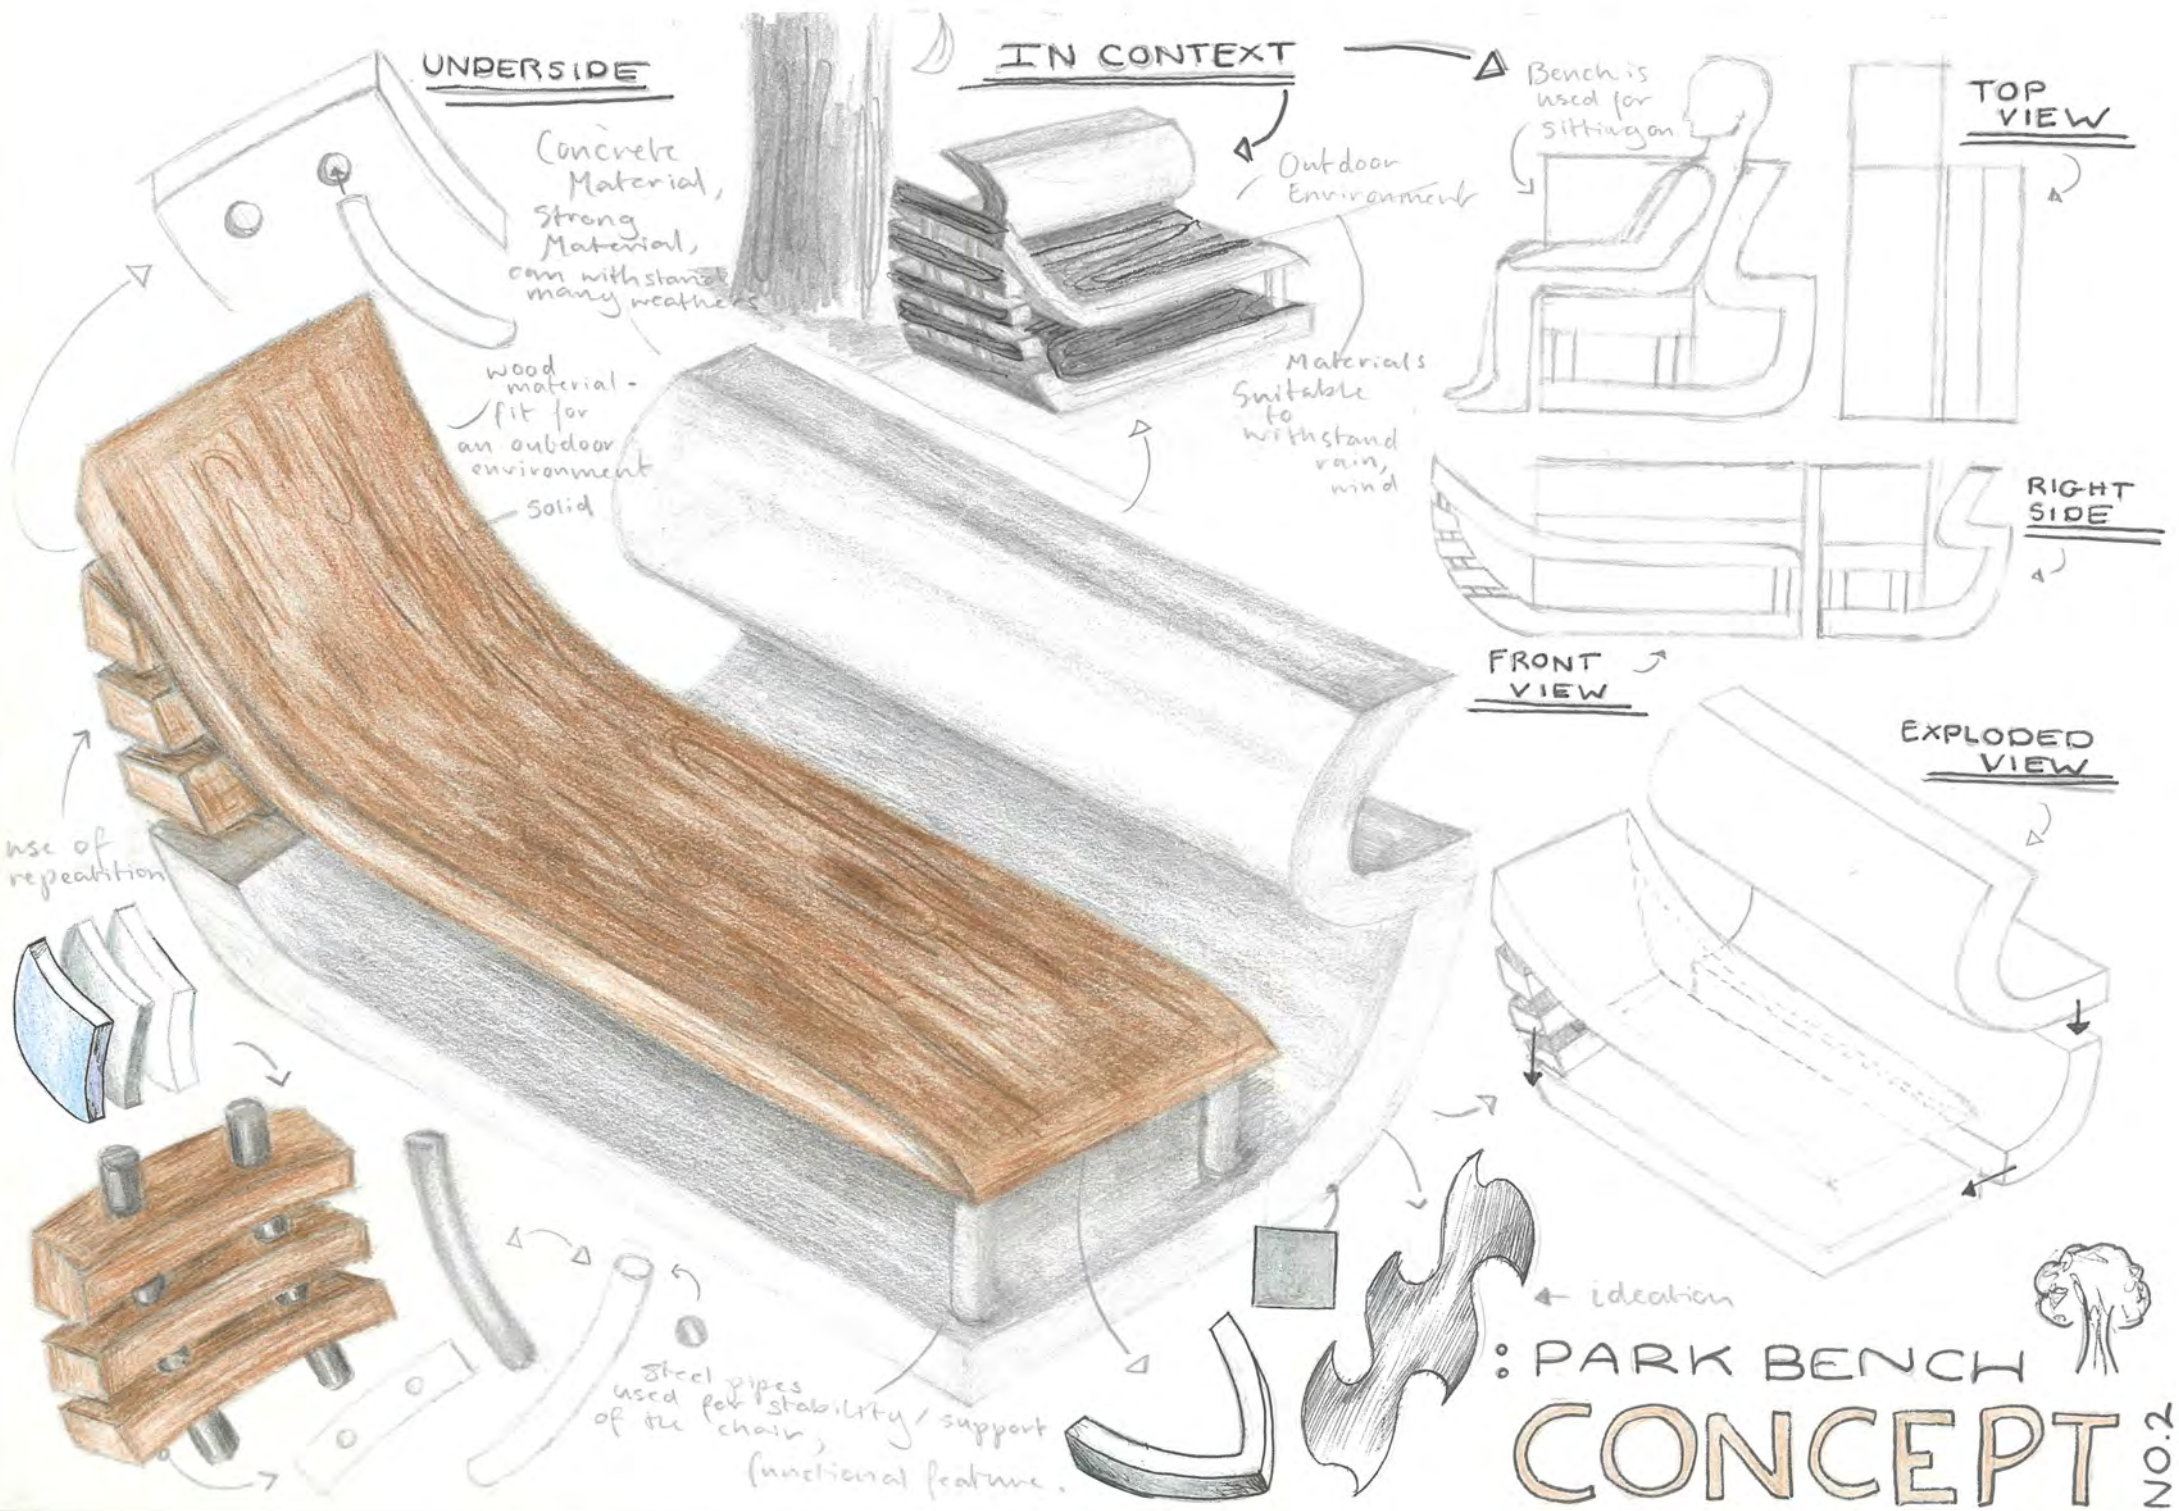 UNDERSIDE
Concrete
Material,
Strong
Material,
can withstand
many weathers
wood
material -
fit for
an outdoor
environment
solid
IN CONTEXT
Outdoor
Environment
Materials
Suitable
to
withstand
rain,
wind
Bench is
used for
sitting on
TOP
VIEW
RIGHT
SIDE
FRONT
VIEW
EXPLODED
VIEW
use of
repeatition
Steel pipes
used for stability / support
of the chair,
functional feature.
ideation
: PARK BENCH
CONCEPT
NO.2